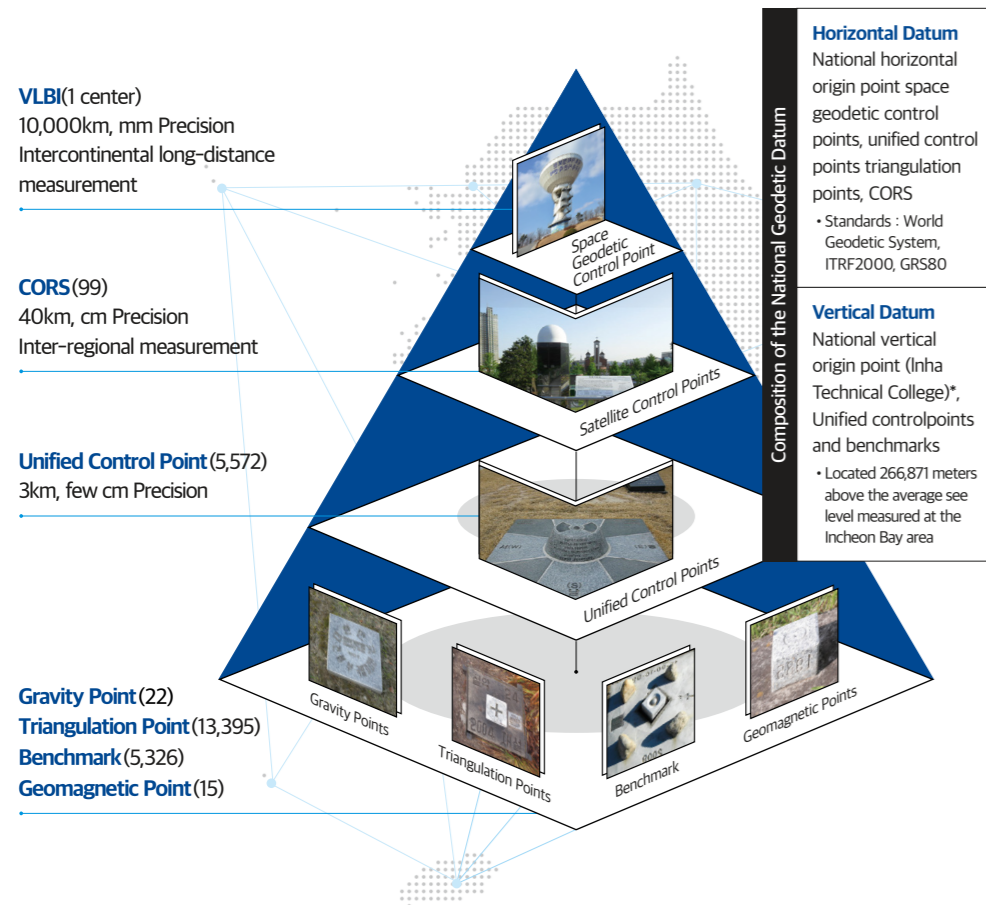 VLBI(1 center)
10,000km, mm Precision
Intercontinental long-distance
measurement
CORS(99)
40km, cm Precision
Inter-regional measurement
Unified Control Point(5,572)
3km, few cm Precision
Gravity Point(22)
Triangulation Point(13,395)
Benchmark(5,326)
Geomagnetic Point(15)
Space
Geodetic
Control Point
Satellite Control Points
Unified Control Points
Gravity Points
Triangulation Points
Benchmark
Geomagnetic Points
Composition of the National Geodetic Datum
Horizontal Datum
National horizontal
origin point space
geodetic control
points, unified control
points triangulation
points, CORS
• Standards : World
Geodetic System,
ITRF2000, GRS80
Vertical Datum
National vertical
origin point (Inha
Technical College)*,
Unified controlpoints
and benchmarks
• Located 266,871 meters
above the average see
level measured at the
Incheon Bay area